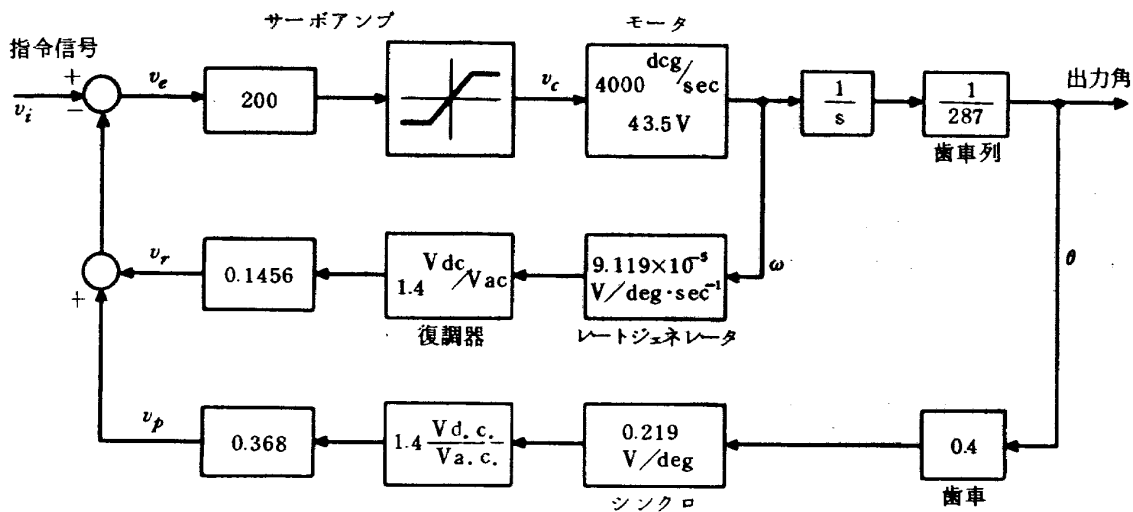 サーボアンプ
モータ
指令信号
出力角
+
−
v_i
v_e
200
v_c
4000 dcg/sec
43.5V
1/s
1/287
歯車列
v_r
0.1456
1.4 Vdc/Vac
復調器
9.119×10⁻⁵
V/deg·sec⁻¹
レートジェネレータ
ω
θ
+
v_p
0.368
1.4 Vd.c./Va.c.
0.219
V/deg
シンクロ
0.4
歯車